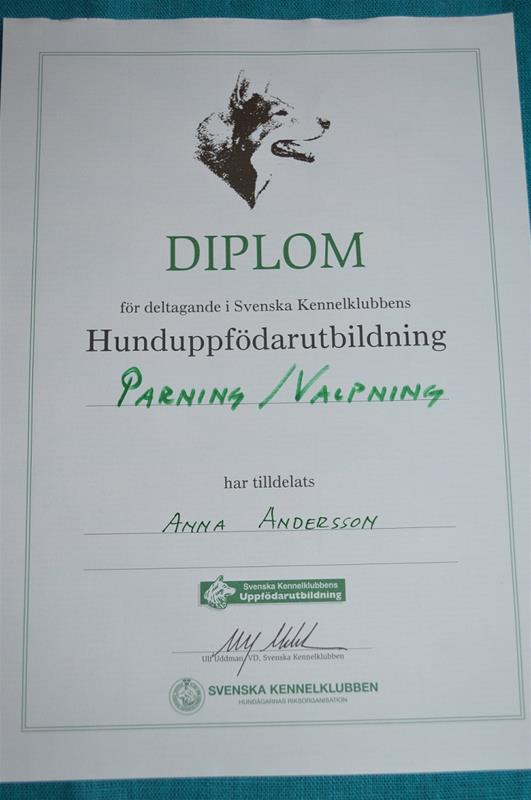 DIPLOM
för deltagande i Svenska Kennelklubbens
Hunduppfödarutbildning
PARNING / VALPNING
har tilldelats
ANNA ANDERSSON
Svenska Kennelklubbens
Uppfödarutbildning
Ulf Uddman, VD, Svenska Kennelklubben
SVENSKA KENNELKLUBBEN
HUNDÄGARNAS RIKSORGANISATION